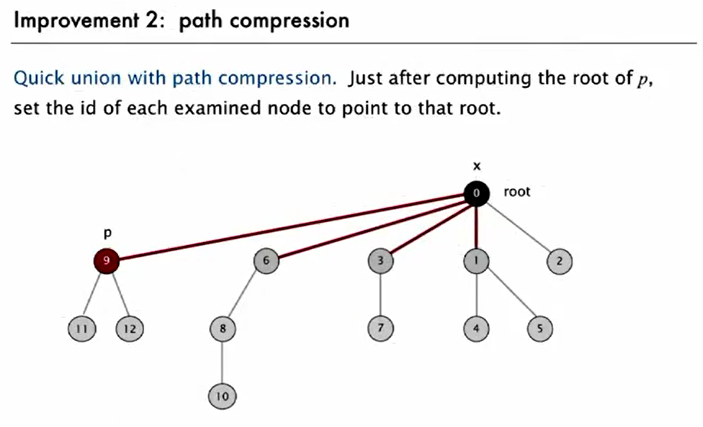 Improvement 2: path compression
Quick union with path compression. Just after computing the root of p,
set the id of each examined node to point to that root.
x
0 root
p
9 6 3 1 2
11 12 8 7 4 5
10